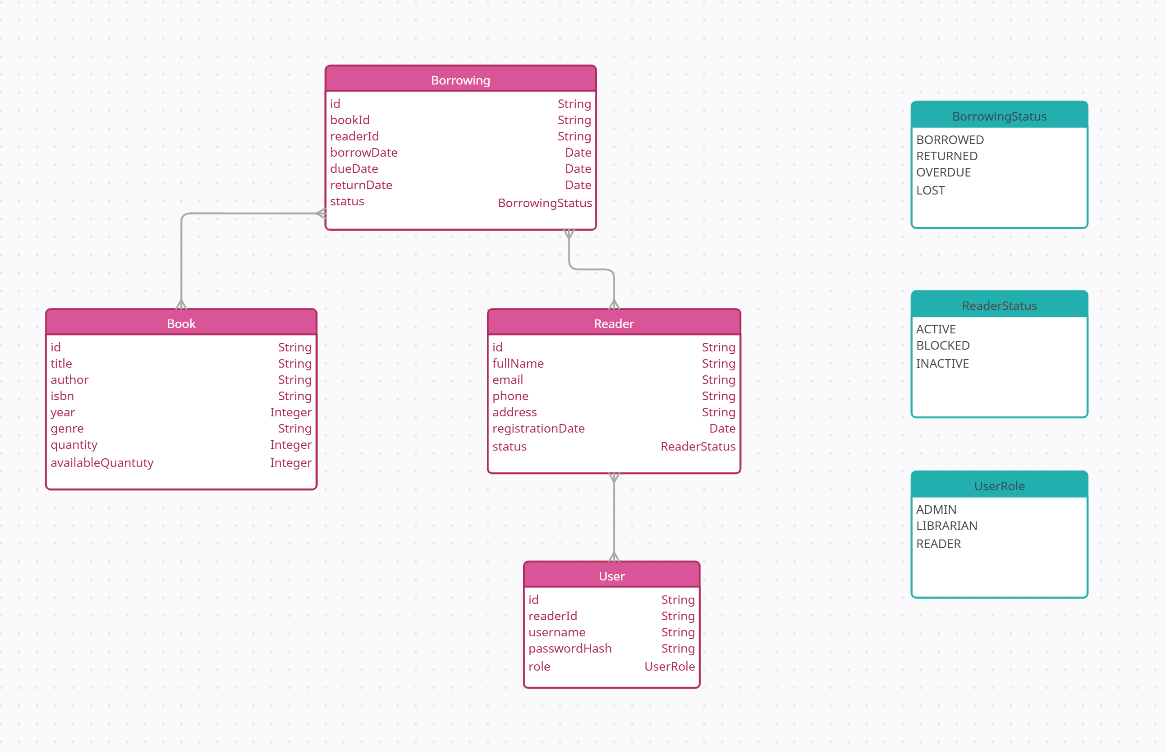 Borrowing
id String
bookId String
readerId String
borrowDate Date
dueDate Date
returnDate Date
status BorrowingStatus
Book
id String
title String
author String
isbn String
year Integer
genre String
quantity Integer
availableQuantuty Integer
Reader
id String
fullName String
email String
phone String
address String
registrationDate Date
status ReaderStatus
User
id String
readerId String
username String
passwordHash String
role UserRole
BorrowingStatus
BORROWED
RETURNED
OVERDUE
LOST
ReaderStatus
ACTIVE
BLOCKED
INACTIVE
UserRole
ADMIN
LIBRARIAN
READER